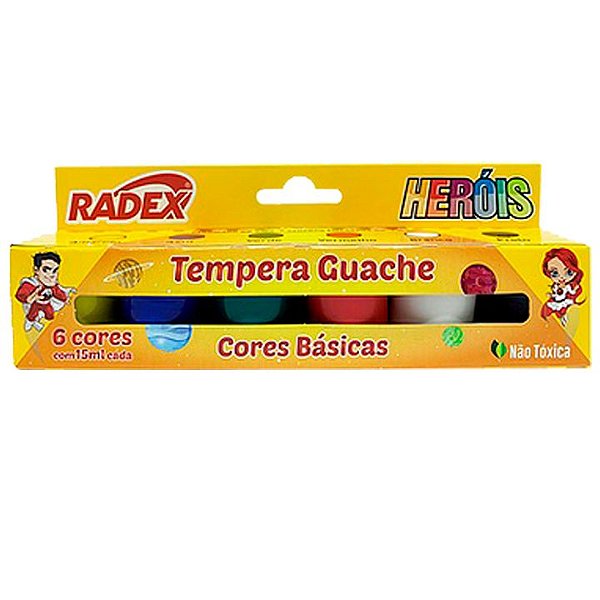 RADEX
HERÓIS
Tempera Guache
6 cores
com 15ml cada
Cores Básicas
Não Tóxica